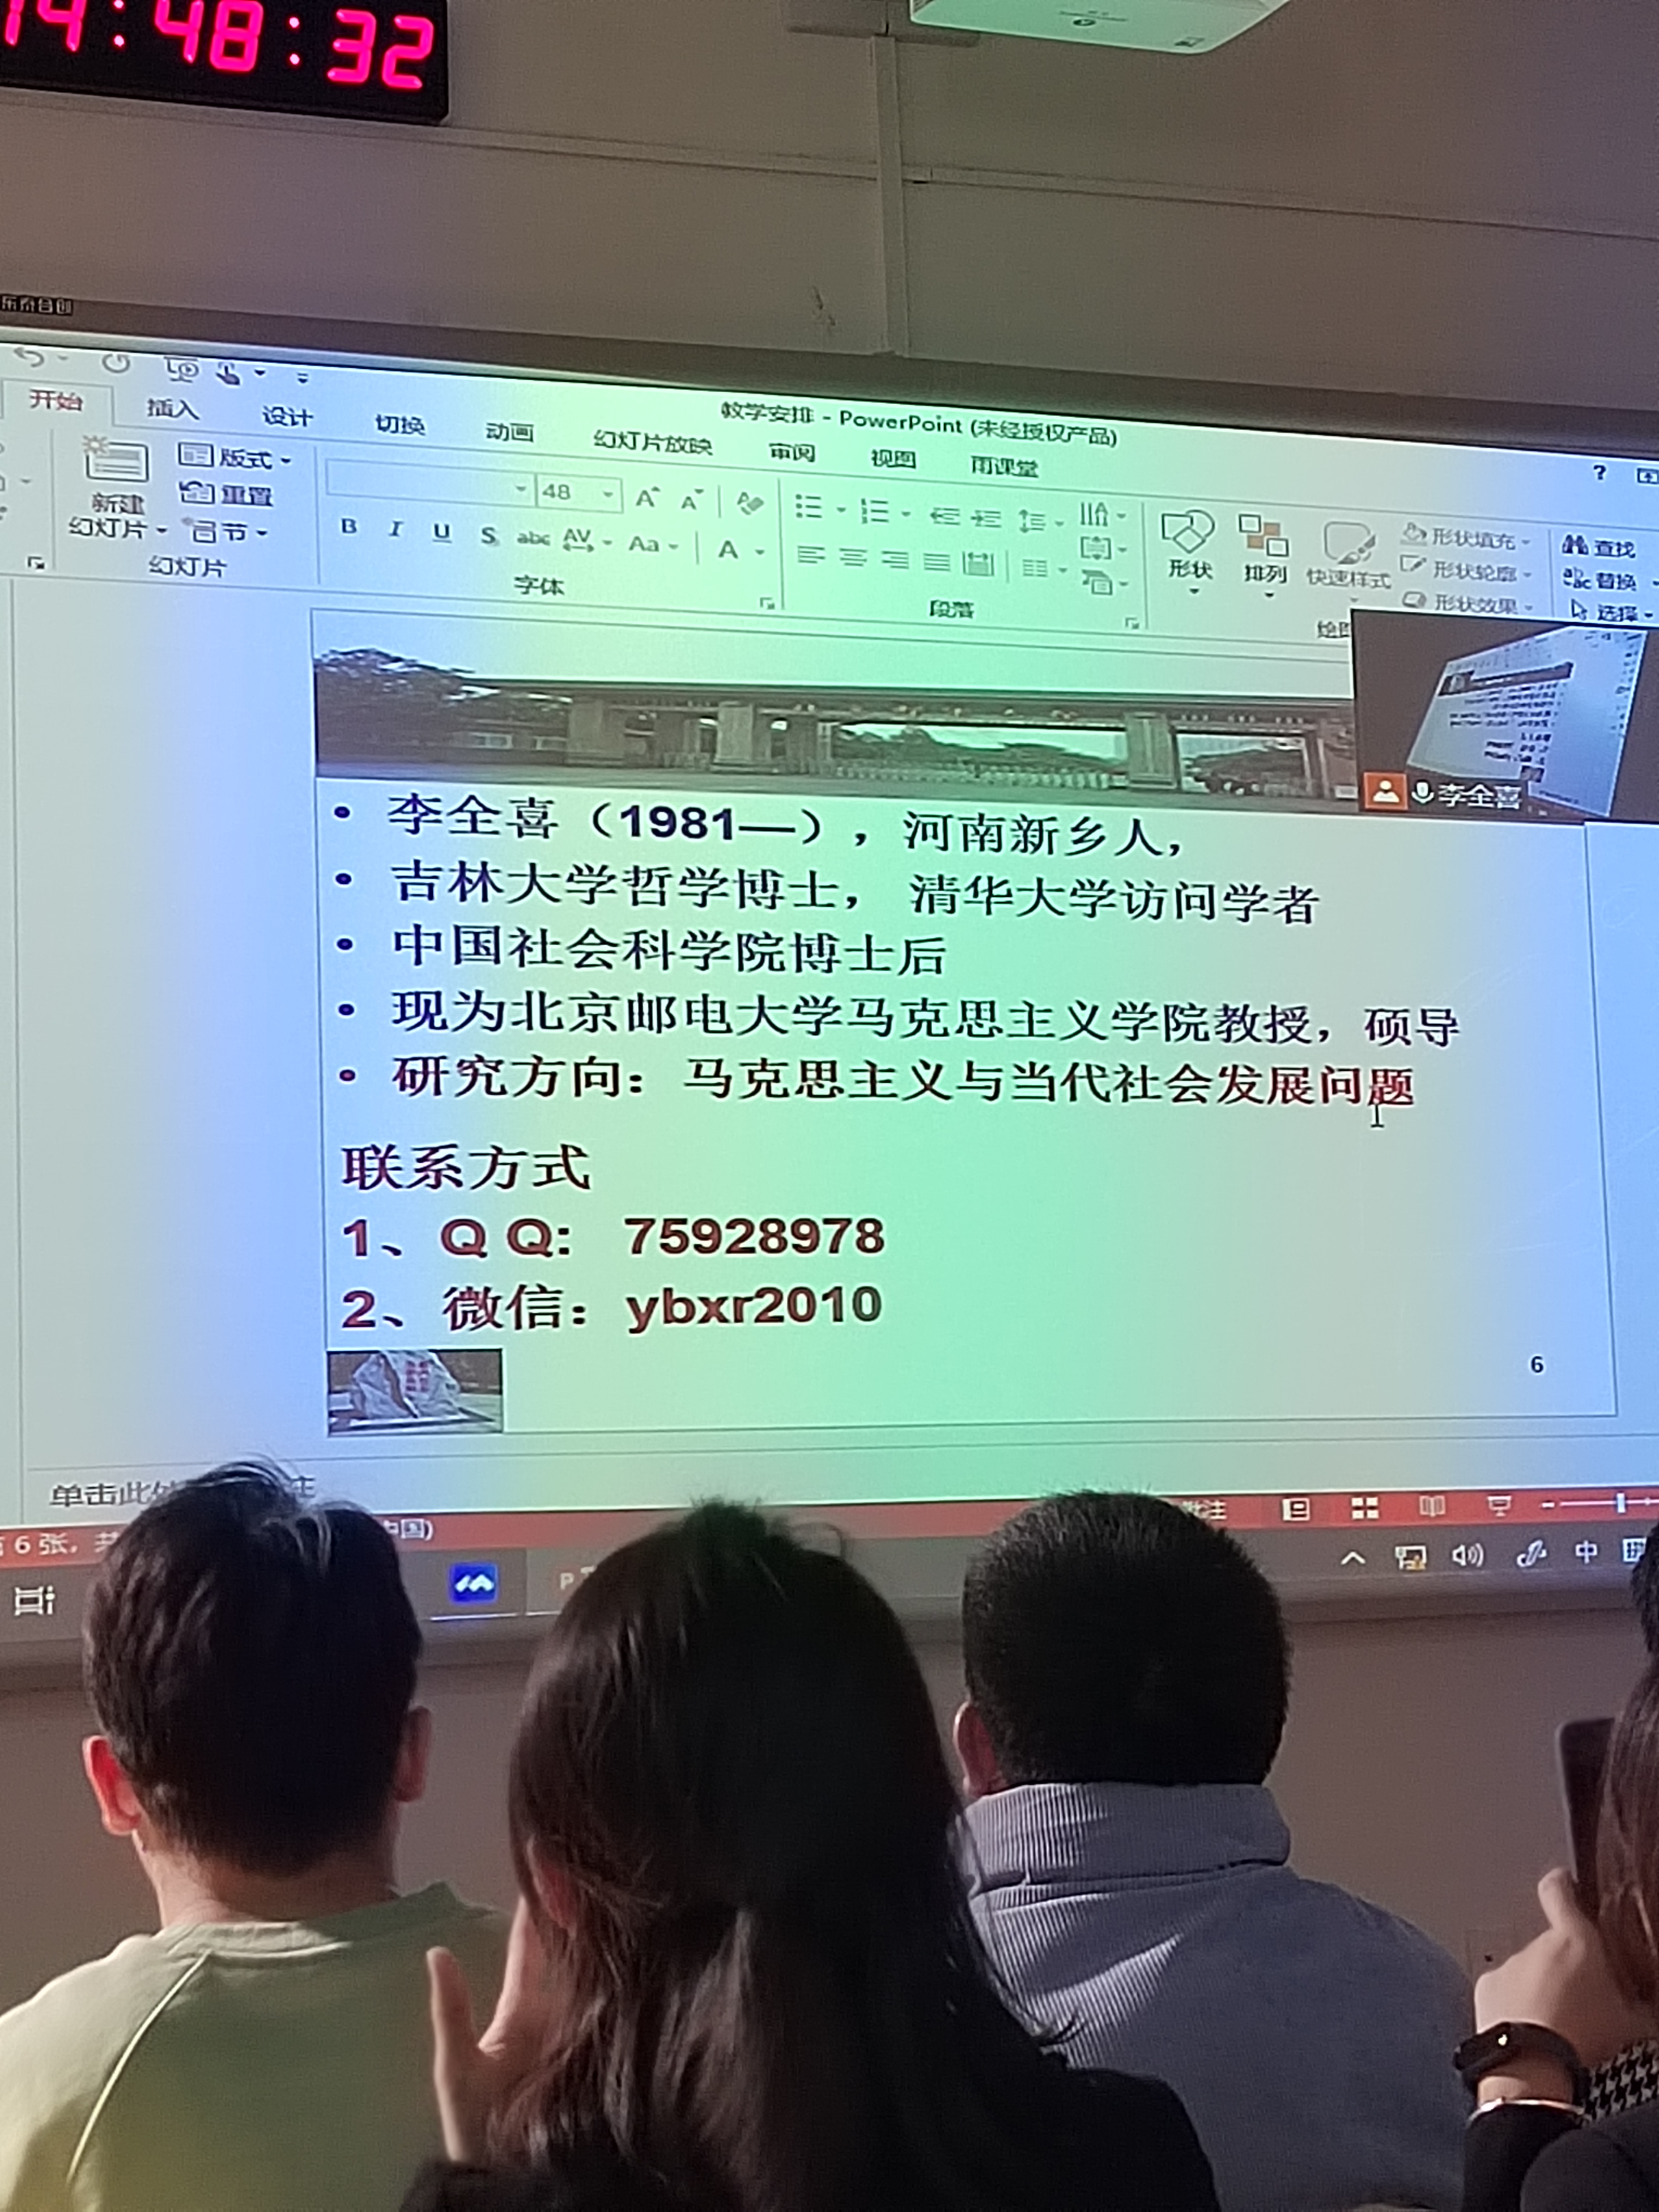 14:48:32
教学安排 - PowerPoint (未经授权产品)
开始 插入 设计 切换 动画 幻灯片放映 审阅 视图 雨课堂
?
新建
幻灯片
版式
重置
节
幻灯片
48
B I U S abc AV Aa A
字体
段落
形状
排列
快速样式
形状填充
形状轮廓
形状效果
查找
替换
选择
李全喜
• 李全喜（1981—），河南新乡人，
• 吉林大学哲学博士， 清华大学访问学者
• 中国社会科学院博士后
• 现为北京邮电大学马克思主义学院教授，硕导
• 研究方向：马克思主义与当代社会发展问题
联系方式
1、Q Q: 75928978
2、微信：ybxr2010
6
单击此
6 张，
批注
中